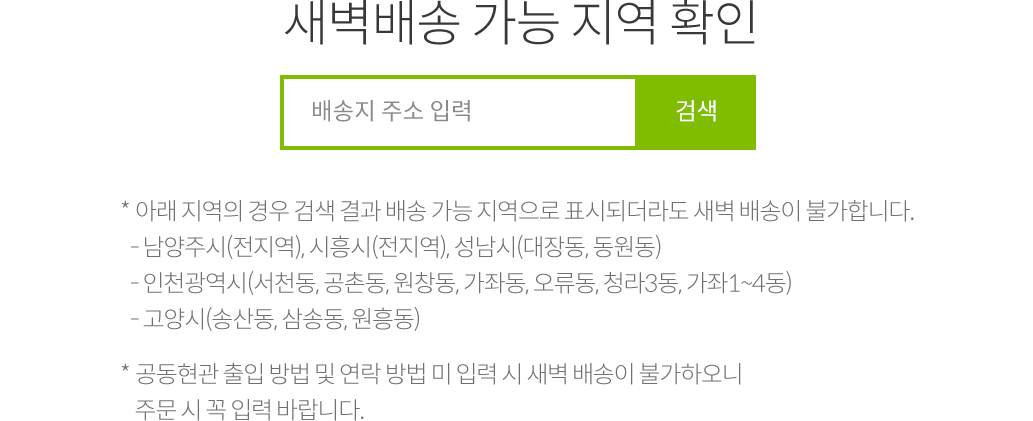 새벽배송 가능 지역 확인
배송지 주소 입력
검색
* 아래 지역의 경우 검색 결과 배송 가능 지역으로 표시되더라도 새벽 배송이 불가합니다.
- 남양주시(전지역), 시흥시(전지역), 성남시(대장동, 동원동)
- 인천광역시(서천동, 공촌동, 원창동, 가좌동, 오류동, 청라3동, 가좌1~4동)
- 고양시(송산동, 삼송동, 원흥동)
* 공동현관 출입 방법 및 연락 방법 미 입력 시 새벽 배송이 불가하오니
주문 시 꼭 입력 바랍니다.